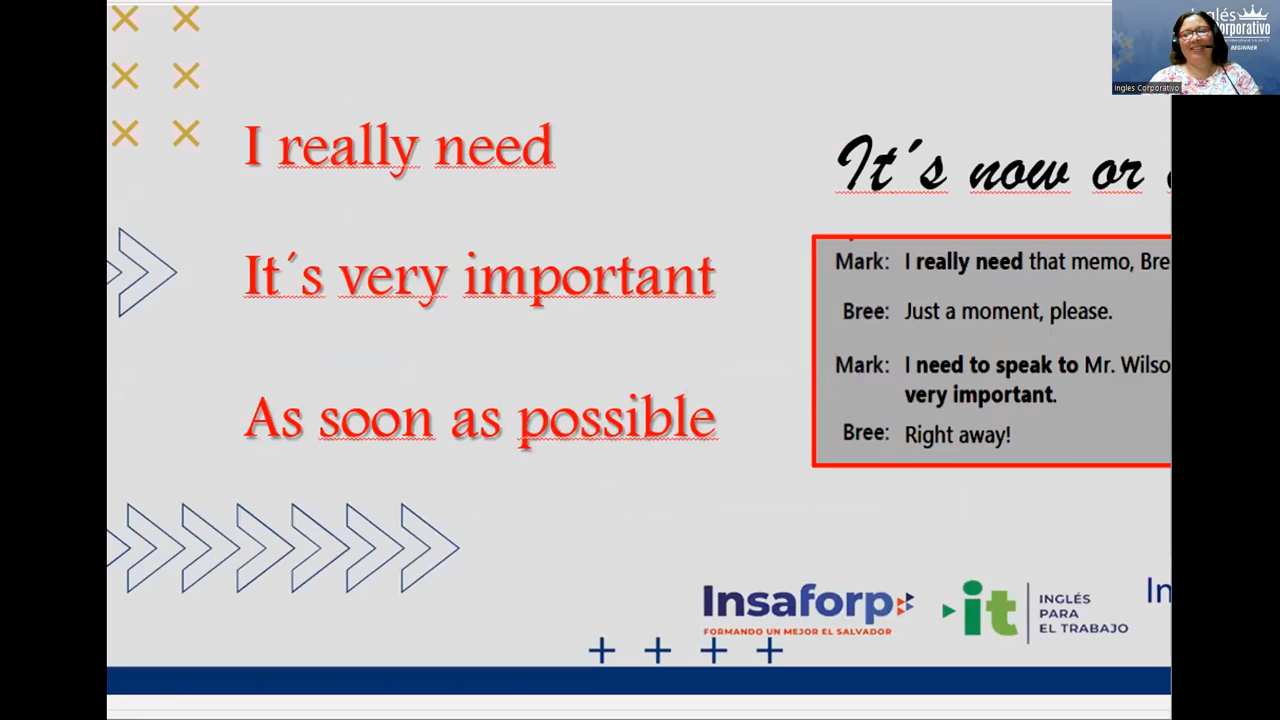 I really need
It´s very important
As soon as possible
It´s now or
Mark: I really need that memo, Bre
Bree: Just a moment, please.
Mark: I need to speak to Mr. Wilso
very important.
Bree: Right away!
Insaforp
FORMANDO UN MEJOR EL SALVADOR
it
INGLÉS
PARA
EL TRABAJO
In
Inglés
Corporativo
BEGINNER
Ingles Corporativo